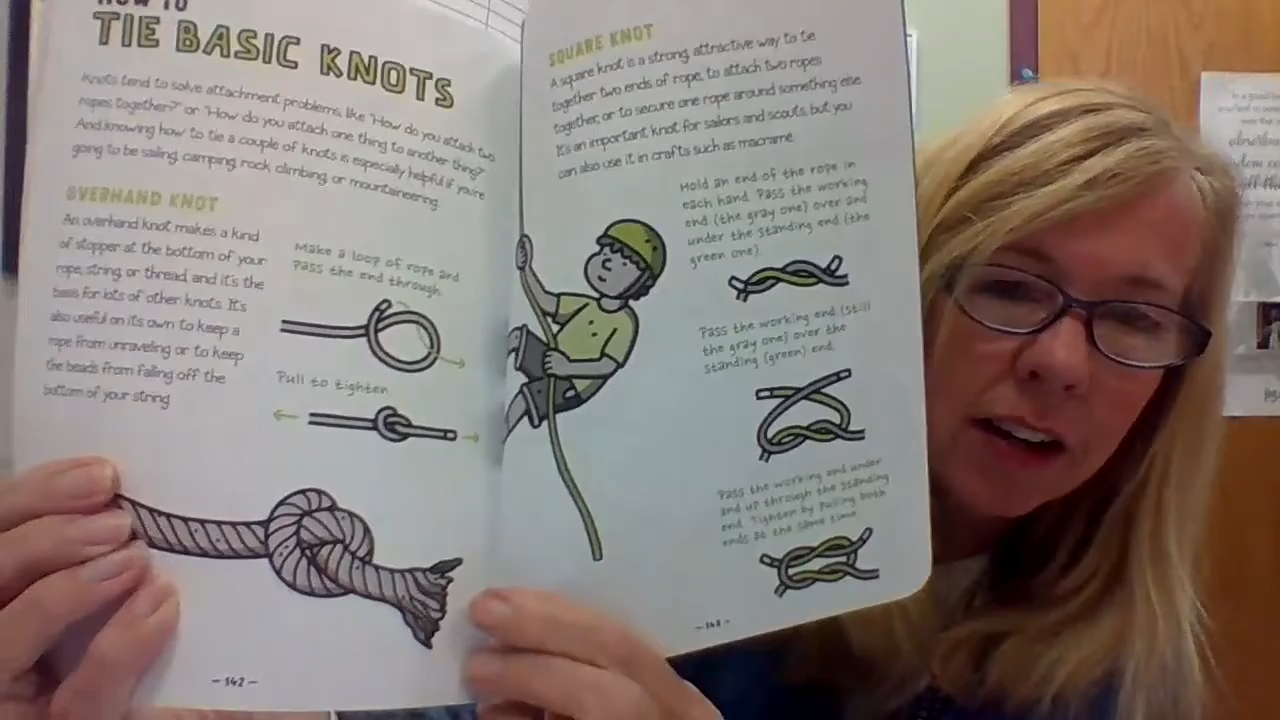 HOW TO
TIE BASIC KNOTS
Knots tend to solve attachment problems, like "How do you attach two
ropes together?" or "How do you attach one thing to another thing?"
And knowing how to tie a couple of knots is especially helpful if you're
going to be sailing, camping, rock climbing, or mountaineering.
OVERHAND KNOT
An overhand knot makes a kind
of stopper at the bottom of your
rope, string, or thread, and it's the
basis for lots of other knots. It's
also useful on its own to keep a
rope from unraveling or to keep
the beads from falling off the
bottom of your string.
Make a loop of rope and
pass the end through.
Pull to tighten.
—142—
SQUARE KNOT
A square knot is a strong, attractive way to tie
together two ends of rope, to attach two ropes
together, or to secure one rope around something else.
It's an important knot for sailors and scouts, but you
can also use it in crafts such as macramé.
Hold an end of the rope in
each hand. Pass the working
end (the gray one) over and
under the standing end (the
green one).
Pass the working end (still
the gray one) over the
standing (green) end.
Pass the working end under
and up through the standing
end. Tighten by pulling both
ends at the same time.